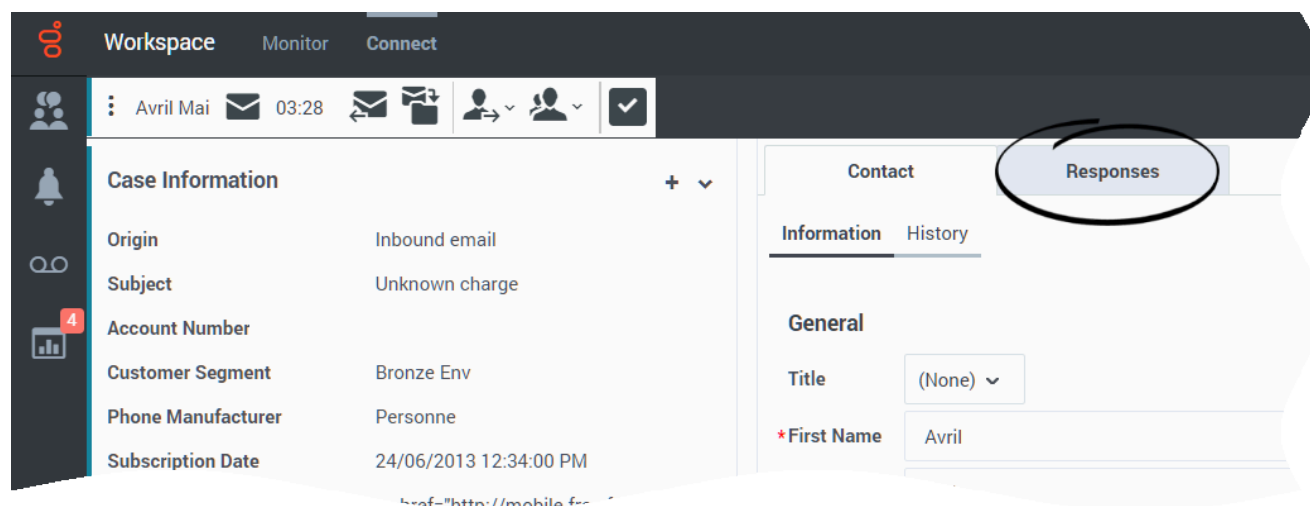 Workspace Monitor Connect
Avril Mai 03:28
4
Case Information
Origin Inbound email
Subject Unknown charge
Account Number
Customer Segment Bronze Env
Phone Manufacturer Personne
Subscription Date 24/06/2013 12:34:00 PM
Contact Responses
Information History
General
Title (None)
*First Name Avril